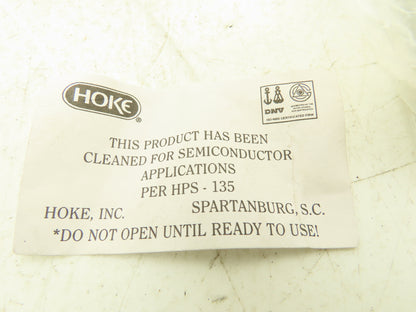 HOKE®
DNV
THIS PRODUCT HAS BEEN
CLEANED FOR SEMICONDUCTOR
APPLICATIONS
PER HPS - 135
HOKE, INC. SPARTANBURG, S.C.
*DO NOT OPEN UNTIL READY TO USE!